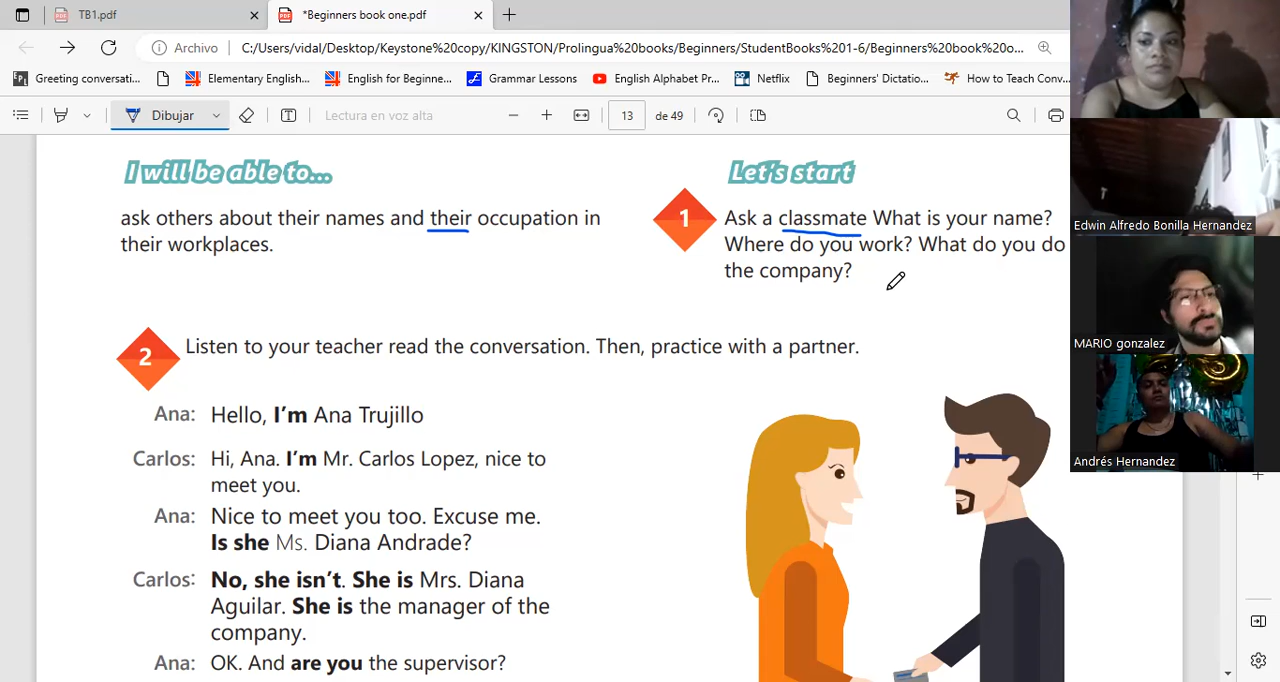 TB1.pdf
*Beginners book one.pdf
Archivo
C:/Users/vidal/Desktop/Keystone%20copy/KINGSTON/Prolingua%20books/Beginners/StudentBooks%201-6/Beginners%20book%20o...
Greeting conversati...
Elementary English...
English for Beginne...
Grammar Lessons
English Alphabet Pr...
Netflix
Beginners' Dictatio...
How to Teach Conv...
Dibujar
Lectura en voz alta
13
de 49
I will be able to...
ask others about their names and their occupation in
their workplaces.
Let's start
1
Ask a classmate What is your name?
Where do you work? What do you do
the company?
2
Listen to your teacher read the conversation. Then, practice with a partner.
Ana: Hello, I'm Ana Trujillo
Carlos: Hi, Ana. I'm Mr. Carlos Lopez, nice to
meet you.
Ana: Nice to meet you too. Excuse me.
Is she Ms. Diana Andrade?
Carlos: No, she isn't. She is Mrs. Diana
Aguilar. She is the manager of the
company.
Ana: OK. And are you the supervisor?
Edwin Alfredo Bonilla Hernandez
MARIO gonzalez
Andrés Hernandez